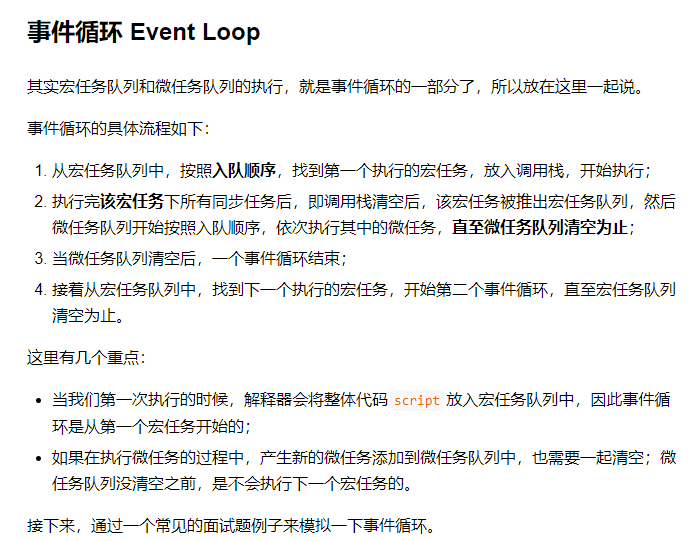 事件循环 Event Loop
其实宏任务队列和微任务队列的执行，就是事件循环的一部分了，所以放在这里一起说。
事件循环的具体流程如下：
1. 从宏任务队列中，按照入队顺序，找到第一个执行的宏任务，放入调用栈，开始执行；
2. 执行完该宏任务下所有同步任务后，即调用栈清空后，该宏任务被推出宏任务队列，然后
微任务队列开始按照入队顺序，依次执行其中的微任务，直至微任务队列清空为止；
3. 当微任务队列清空后，一个事件循环结束；
4. 接着从宏任务队列中，找到下一个执行的宏任务，开始第二个事件循环，直至宏任务队列
清空为止。
这里有几个重点：
• 当我们第一次执行的时候，解释器会将整体代码 script 放入宏任务队列中，因此事件循
环是从第一个宏任务开始的；
• 如果在执行微任务的过程中，产生新的微任务添加到微任务队列中，也需要一起清空；微
任务队列没清空之前，是不会执行下一个宏任务的。
接下来，通过一个常见的面试题例子来模拟一下事件循环。